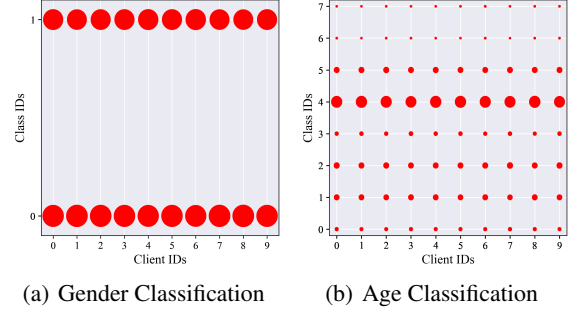 1
0
Class IDs
0 1 2 3 4 5 6 7 8 9
Client IDs
(a) Gender Classification
7
6
5
4
3
2
1
0
Class IDs
0 1 2 3 4 5 6 7 8 9
Client IDs
(b) Age Classification